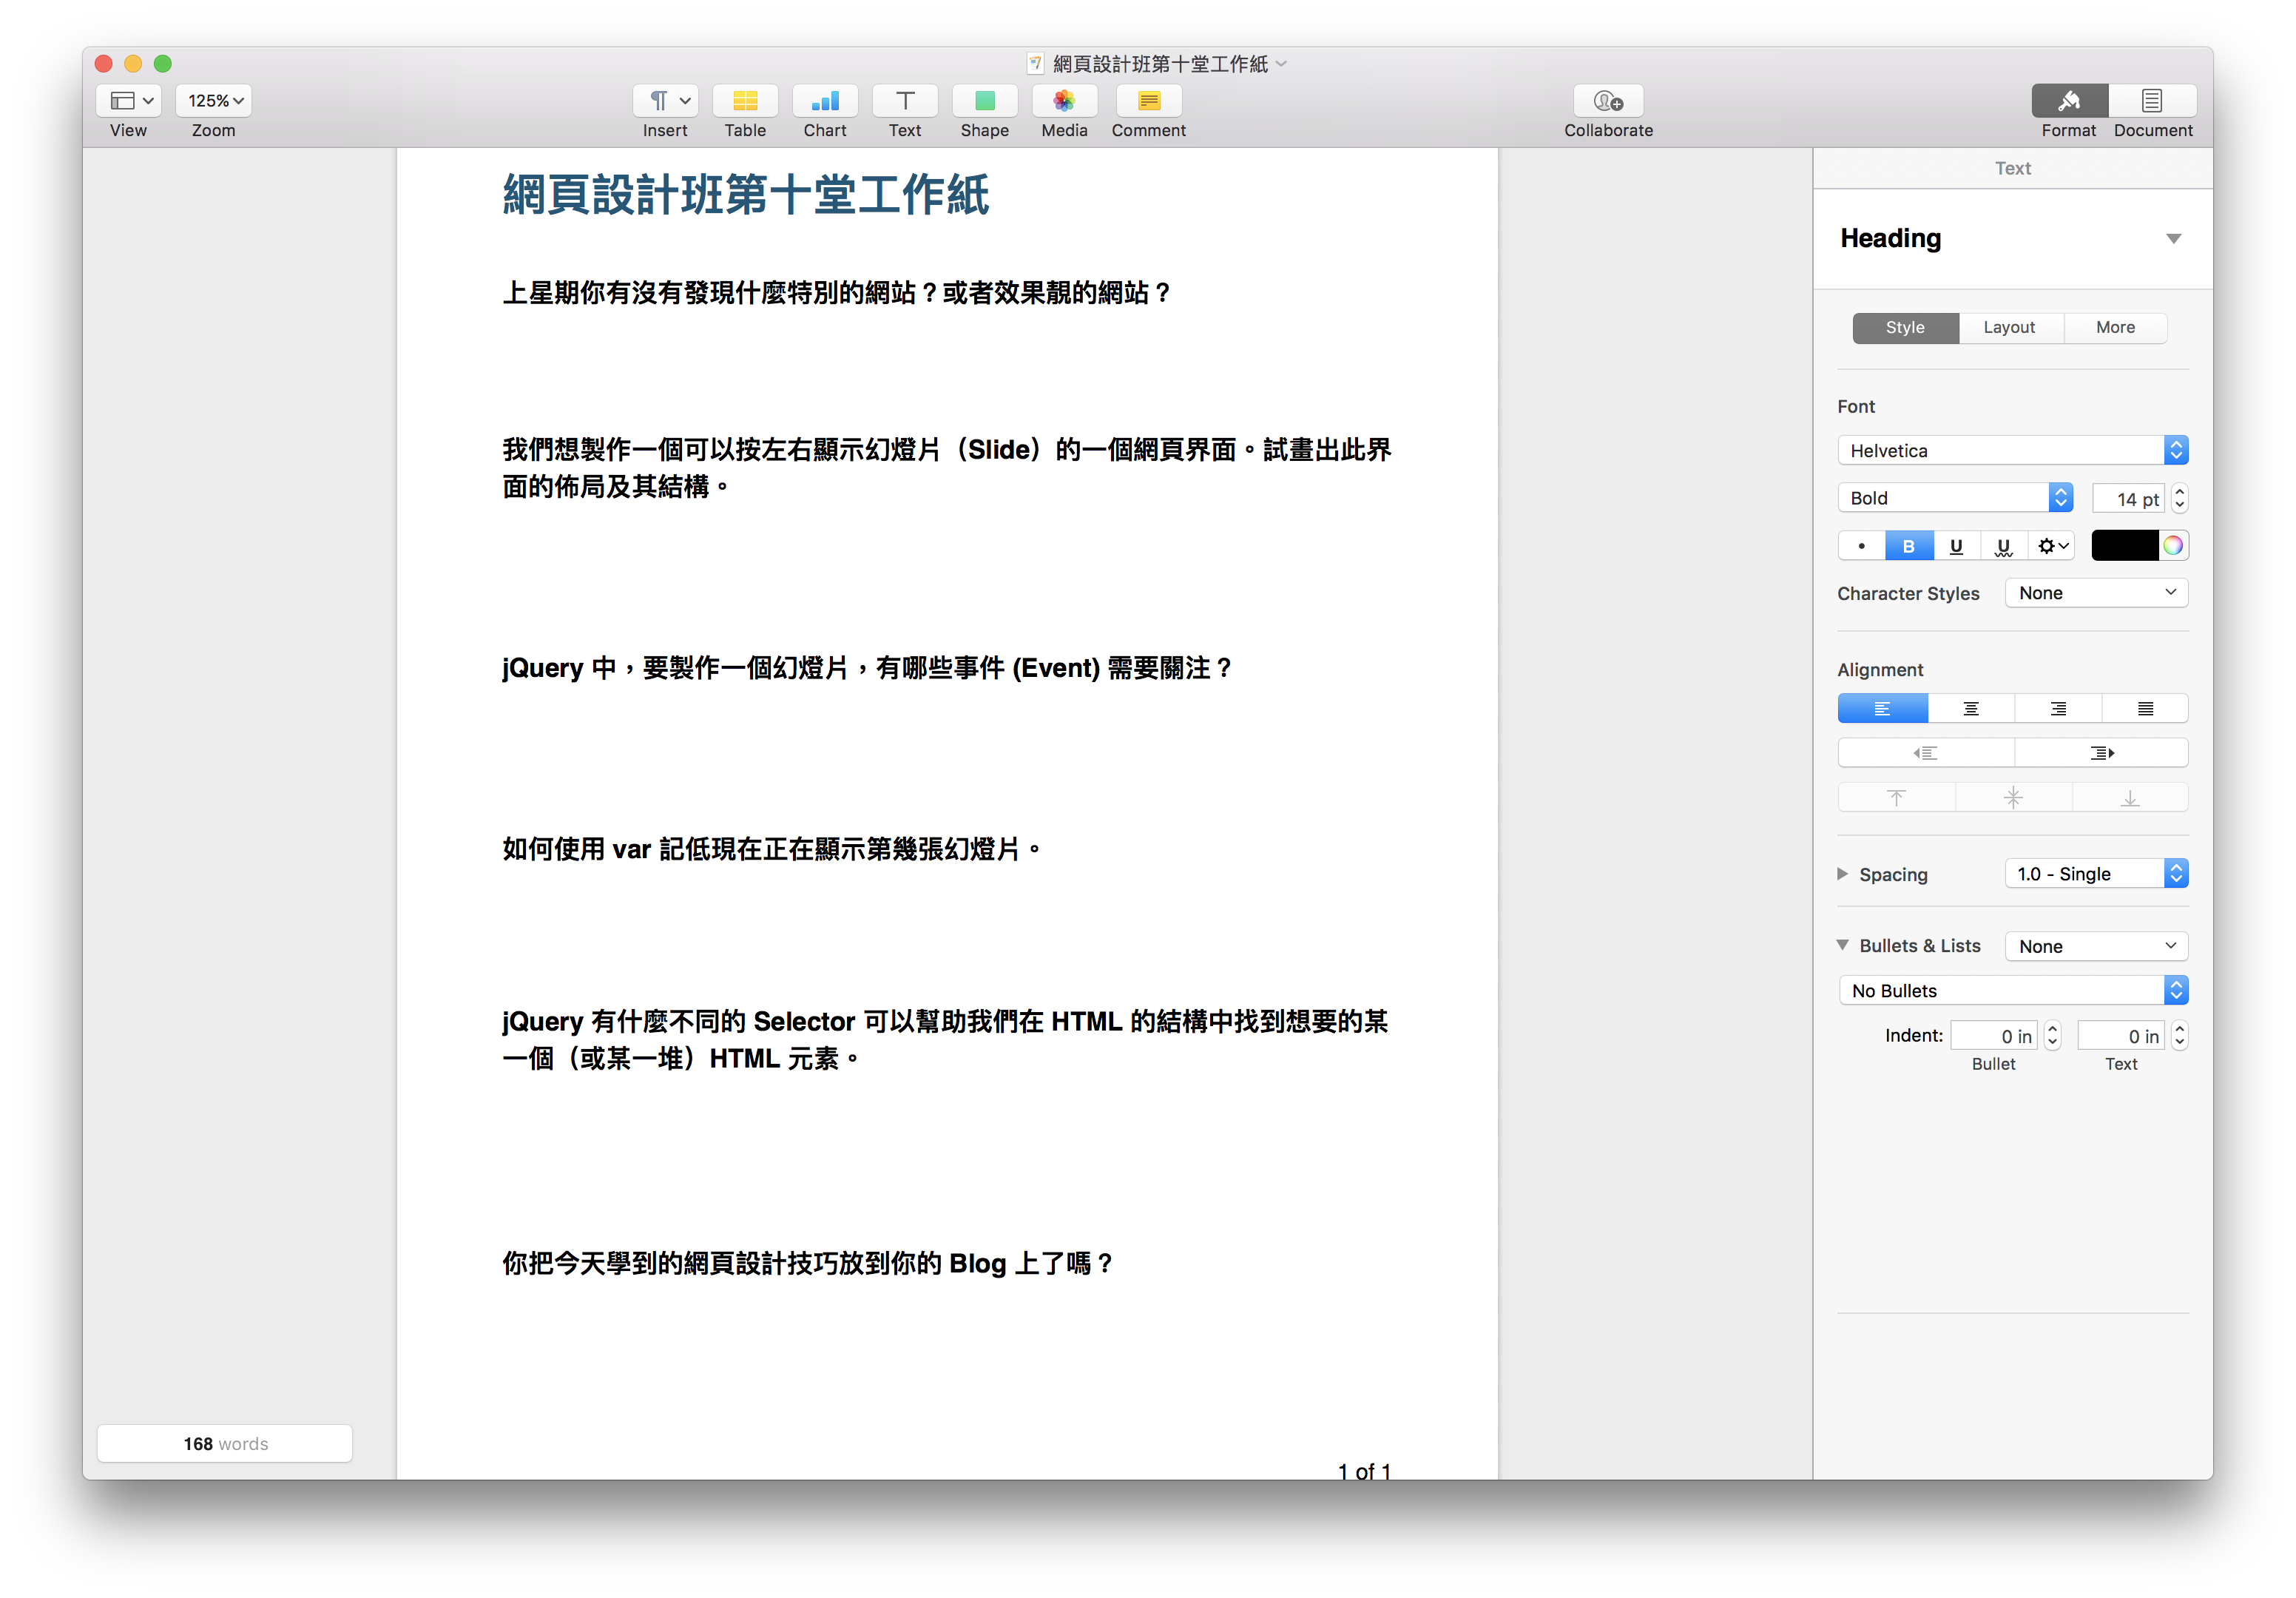 網頁設計班第十堂工作紙
125%
View
Zoom
Insert
Table
Chart
Text
Shape
Media
Comment
Collaborate
Format
Document
網頁設計班第十堂工作紙
上星期你有沒有發現什麼特別的網站？或者效果靚的網站？
我們想製作一個可以按左右顯示幻燈片（Slide）的一個網頁界面。試畫出此界
面的佈局及其結構。
jQuery 中，要製作一個幻燈片，有哪些事件 (Event) 需要關注？
如何使用 var 記低現在正在顯示第幾張幻燈片。
jQuery 有什麼不同的 Selector 可以幫助我們在 HTML 的結構中找到想要的某
一個（或某一堆）HTML 元素。
你把今天學到的網頁設計技巧放到你的 Blog 上了嗎？
1 of 1
168 words
Text
Heading
Style Layout More
Font
Helvetica
Bold 14 pt
B U U
Character Styles None
Alignment
Spacing 1.0 - Single
Bullets & Lists None
No Bullets
Indent: 0 in 0 in
Bullet Text